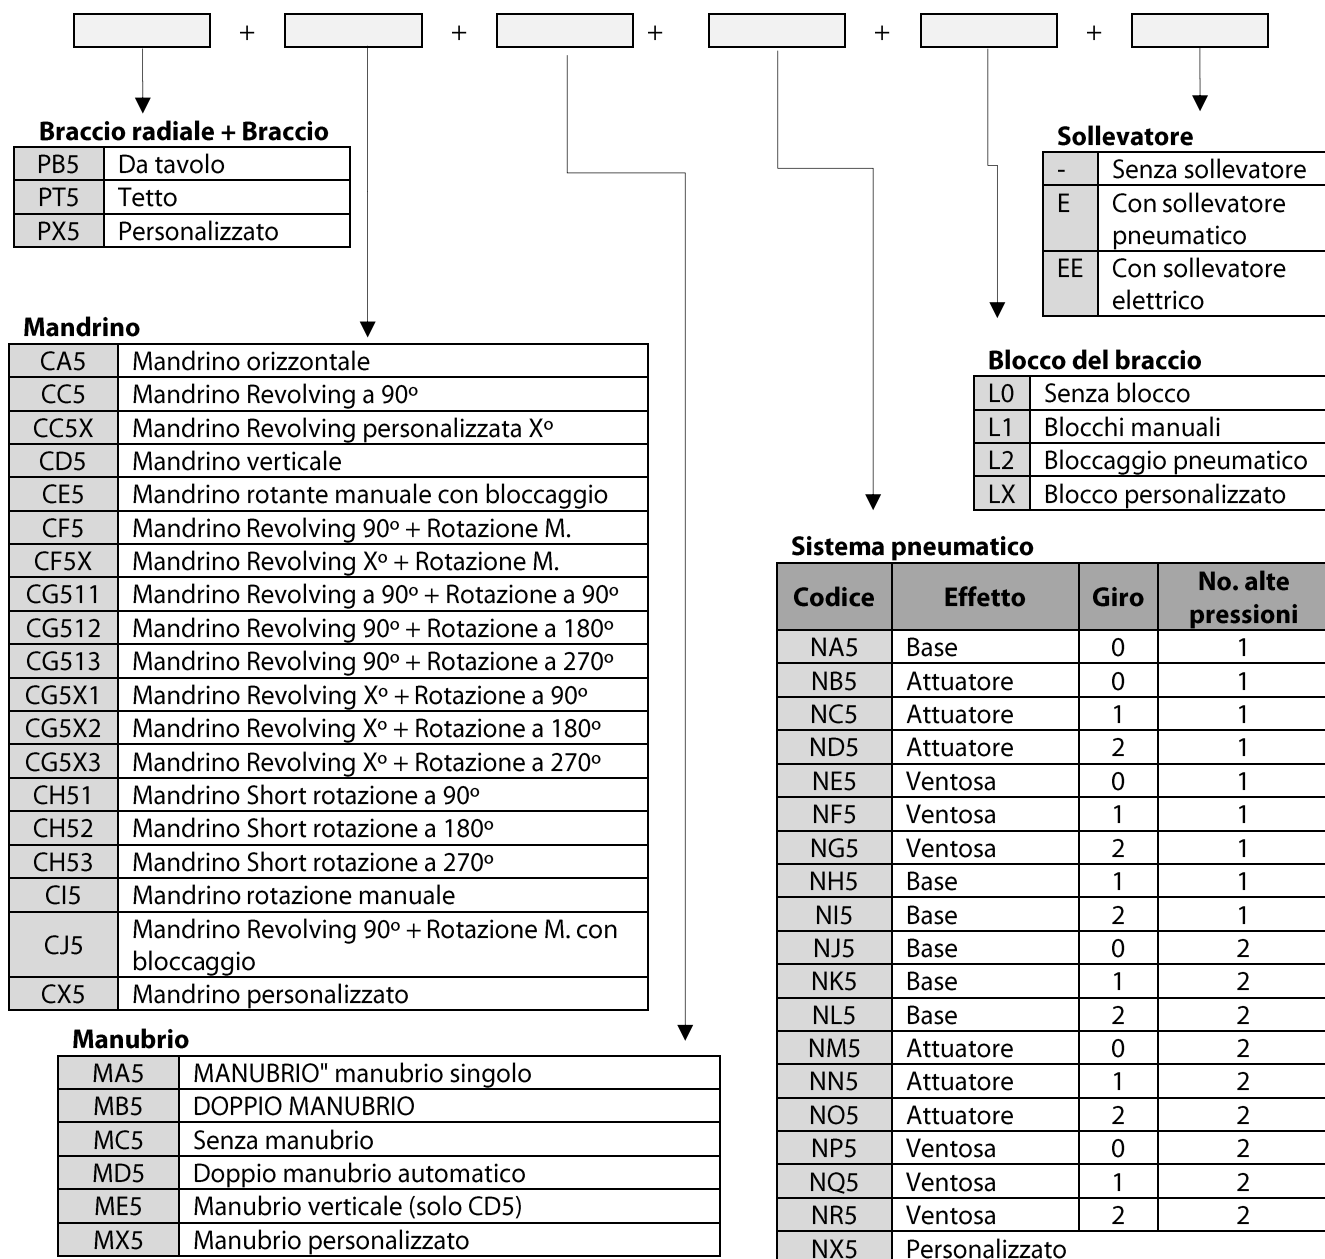 + + + + +
Braccio radiale + Braccio
PB5 Da tavolo
PT5 Tetto
PX5 Personalizzato
Sollevatore
- Senza sollevatore
E Con sollevatore
pneumatico
EE Con sollevatore
elettrico
Mandrino
CA5 Mandrino orizzontale
CC5 Mandrino Revolving a 90º
CC5X Mandrino Revolving personalizzata Xº
CD5 Mandrino verticale
CE5 Mandrino rotante manuale con bloccaggio
CF5 Mandrino Revolving 90º + Rotazione M.
CF5X Mandrino Revolving Xº + Rotazione M.
CG511 Mandrino Revolving a 90º + Rotazione a 90º
CG512 Mandrino Revolving 90º + Rotazione a 180º
CG513 Mandrino Revolving 90º + Rotazione a 270º
CG5X1 Mandrino Revolving Xº + Rotazione a 90º
CG5X2 Mandrino Revolving Xº + Rotazione a 180º
CG5X3 Mandrino Revolving Xº + Rotazione a 270º
CH51 Mandrino Short rotazione a 90º
CH52 Mandrino Short rotazione a 180º
CH53 Mandrino Short rotazione a 270º
CI5 Mandrino rotazione manuale
CJ5 Mandrino Revolving 90º + Rotazione M. con
bloccaggio
CX5 Mandrino personalizzato
Blocco del braccio
L0 Senza blocco
L1 Blocchi manuali
L2 Bloccaggio pneumatico
LX Blocco personalizzato
Sistema pneumatico
Codice Effetto Giro No. alte
pressioni
NA5 Base 0 1
NB5 Attuatore 0 1
NC5 Attuatore 1 1
ND5 Attuatore 2 1
NE5 Ventosa 0 1
NF5 Ventosa 1 1
NG5 Ventosa 2 1
NH5 Base 1 1
NI5 Base 2 1
NJ5 Base 0 2
NK5 Base 1 2
NL5 Base 2 2
NM5 Attuatore 0 2
NN5 Attuatore 1 2
NO5 Attuatore 2 2
NP5 Ventosa 0 2
NQ5 Ventosa 1 2
NR5 Ventosa 2 2
NX5 Personalizzato
Manubrio
MA5 MANUBRIO" manubrio singolo
MB5 DOPPIO MANUBRIO
MC5 Senza manubrio
MD5 Doppio manubrio automatico
ME5 Manubrio verticale (solo CD5)
MX5 Manubrio personalizzato